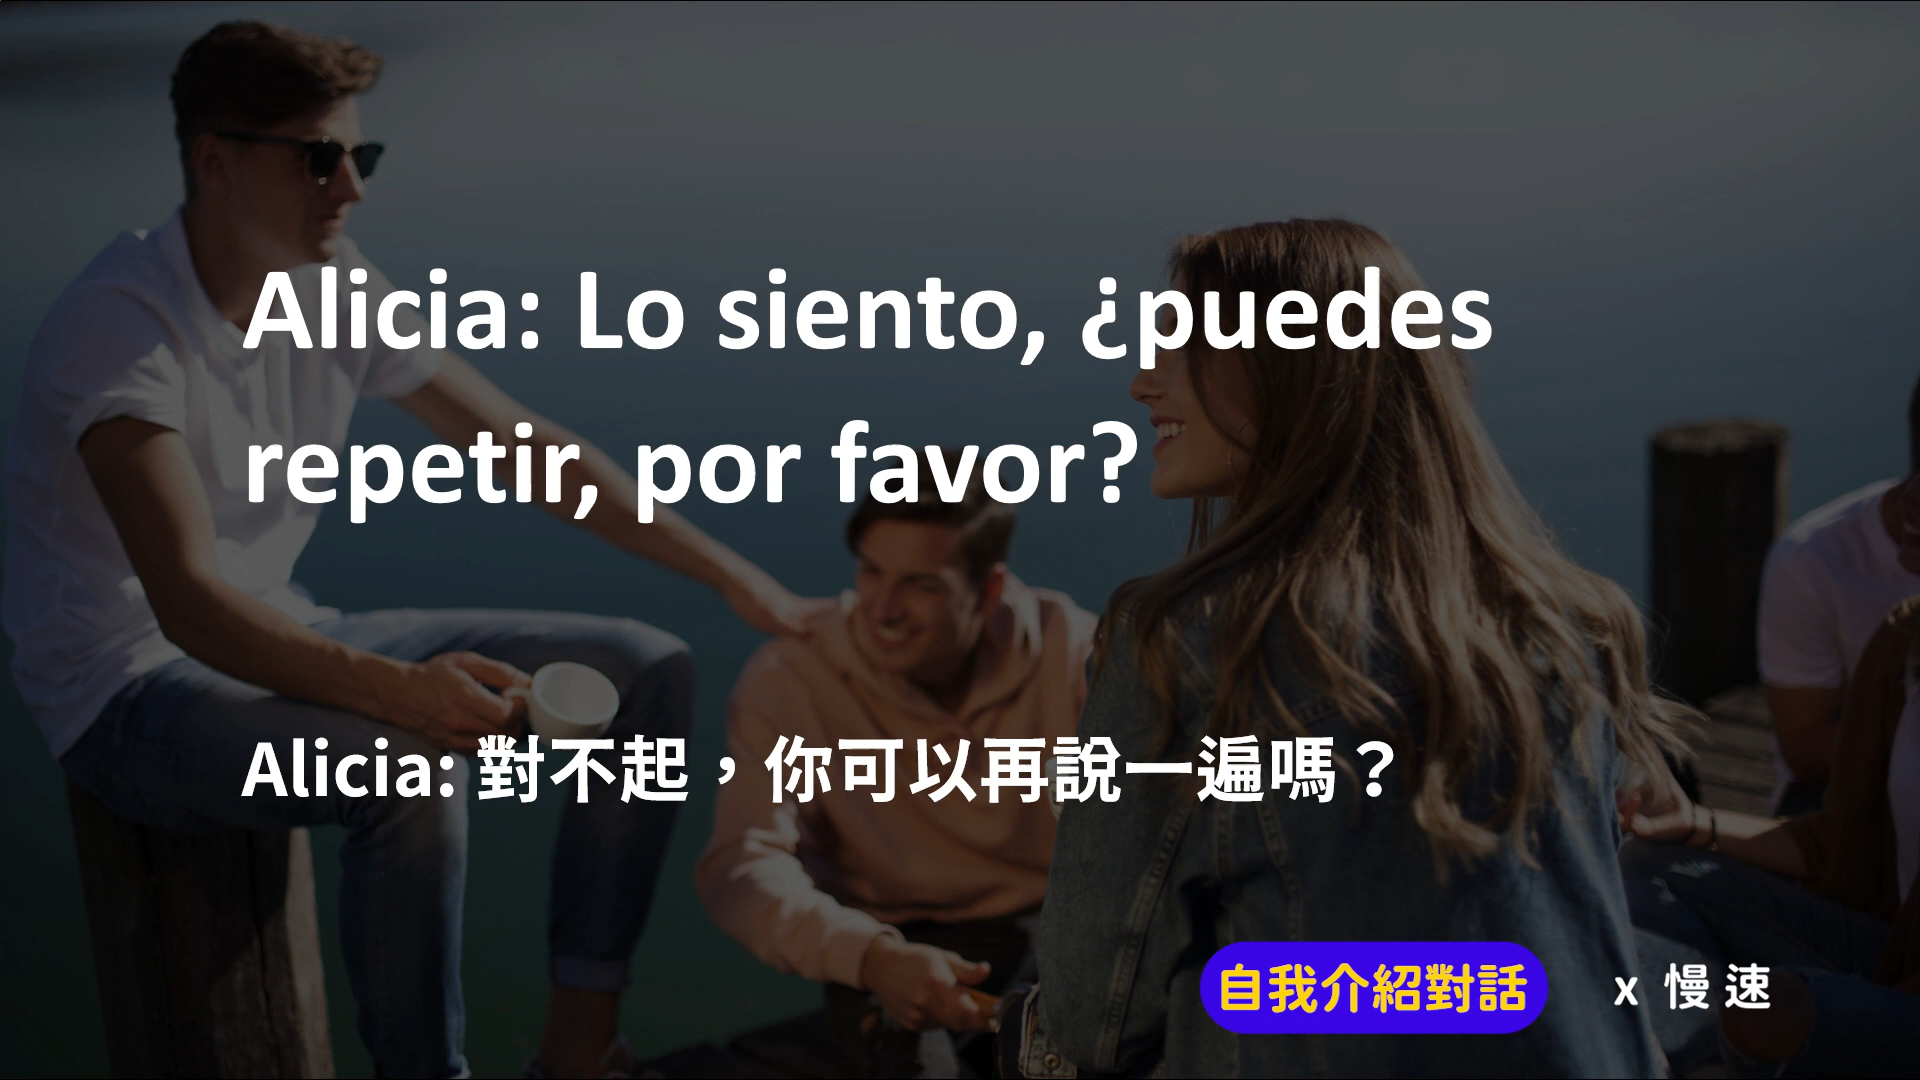 Alicia: Lo siento, ¿puedes
repetir, por favor?
Alicia: 對不起，你可以再說一遍嗎？
自我介紹對話
x 慢速